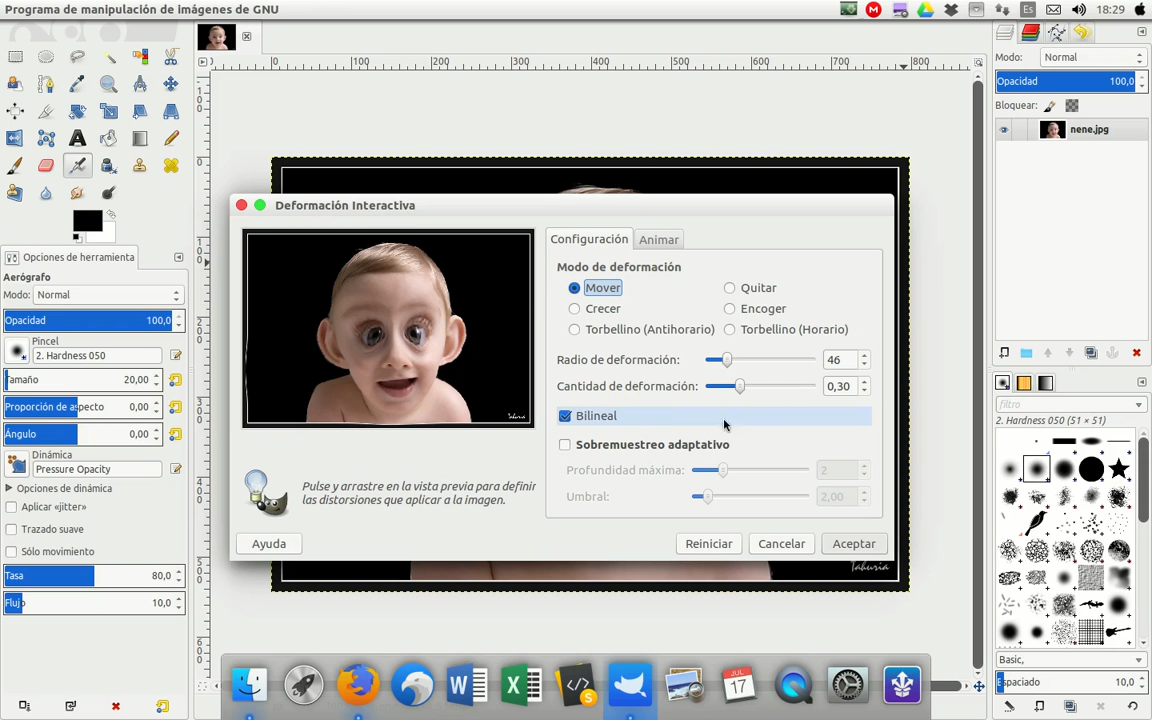 Programa de manipulación de imágenes de GNU
Es
18:29
0
100
200
300
400
500
600
700
800
Modo: Normal
Opacidad 100,0
Bloquear:
nene.jpg
Opciones de herramienta
Aerógrafo
Modo: Normal
Opacidad 100,0
Pincel
2. Hardness 050
Tamaño 20,00
Proporción de aspecto 0,00
Ángulo 0,00
Dinámica
Pressure Opacity
Opciones de dinámica
Aplicar «jitter»
Trazado suave
Sólo movimiento
Tasa 80,0
Flujo 10,0
Deformación Interactiva
Configuración
Animar
Modo de deformación
Mover
Quitar
Crecer
Encoger
Torbellino (Antihorario)
Torbellino (Horario)
Radio de deformación: 46
Cantidad de deformación: 0,30
Bilineal
Sobremuestreo adaptativo
Profundidad máxima: 2
Umbral: 2,00
Pulse y arrastre en la vista previa para definir
las distorsiones que aplicar a la imagen.
Ayuda
Reiniciar
Cancelar
Aceptar
Tahuria
filtro
2. Hardness 050 (51 × 51)
Basic,
Espaciado 10,0
JUL
17